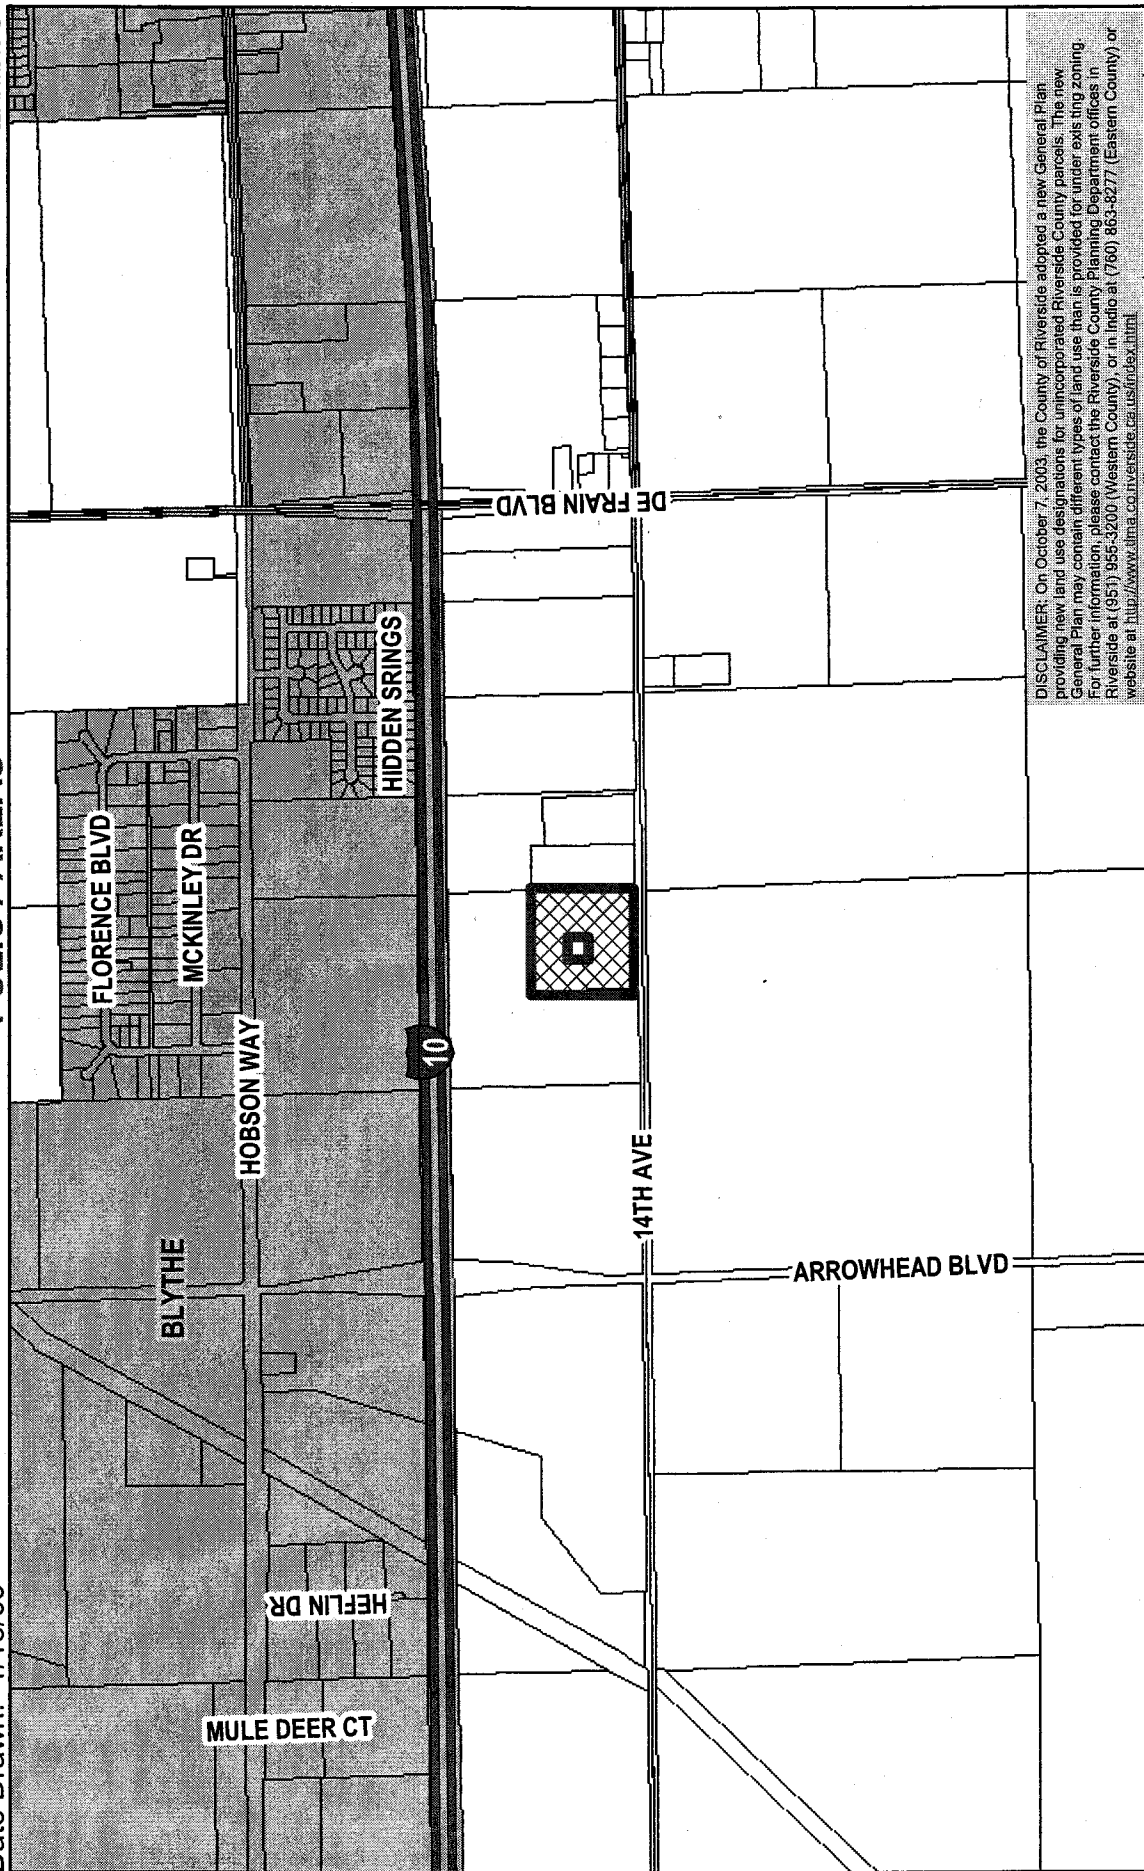 FLORENCE BLVD
MCKINLEY DR
HOBSON WAY
BLYTHE
HIDDEN SRINGS
10
DE FRAIN BLVD
14TH AVE
ARROWHEAD BLVD
HEFLIN DR
MULE DEER CT
DISCLAIMER: On October 7, 2003, the County of Riverside adopted a new General Plan
providing new land use designations for unincorporated Riverside County parcels. The new
General Plan may contain different types of land use than is provided for under existing zoning.
For further information, please contact the Riverside County Planning Department offices in
Riverside at (951) 955-3200 (Western County), or in Indio at (760) 863-8277 (Eastern County) or
website at http://www.tlma.co.riverside.ca.us/index.html